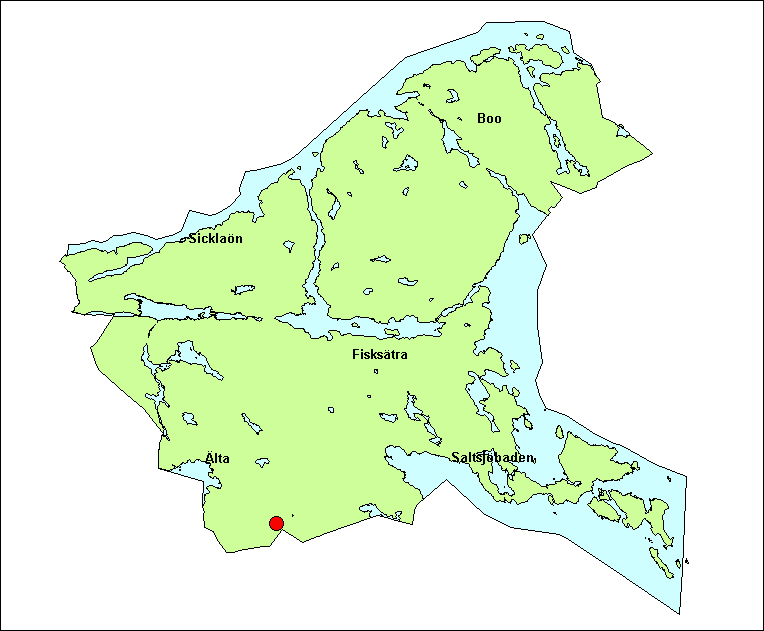 Boo
Sicklaön
Fisksätra
Älta
Saltsjöbaden